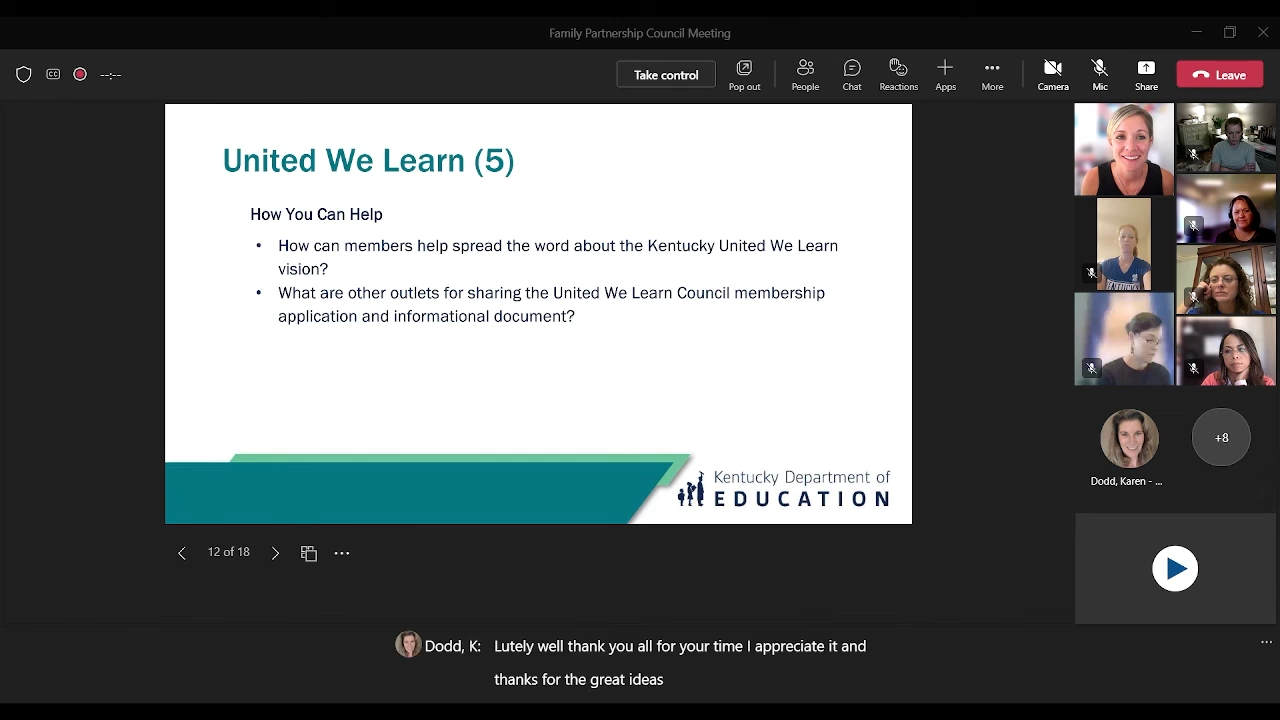 Family Partnership Council Meeting
CC
--:--
Take control
Pop out
People
Chat
Reactions
Apps
More
Camera
Mic
Share
Leave
United We Learn (5)
How You Can Help
• How can members help spread the word about the Kentucky United We Learn
vision?
• What are other outlets for sharing the United We Learn Council membership
application and informational document?
Kentucky Department of
EDUCATION
+8
Dodd, Karen - ...
12 of 18
Dodd, K: Lutely well thank you all for your time I appreciate it and
thanks for the great ideas